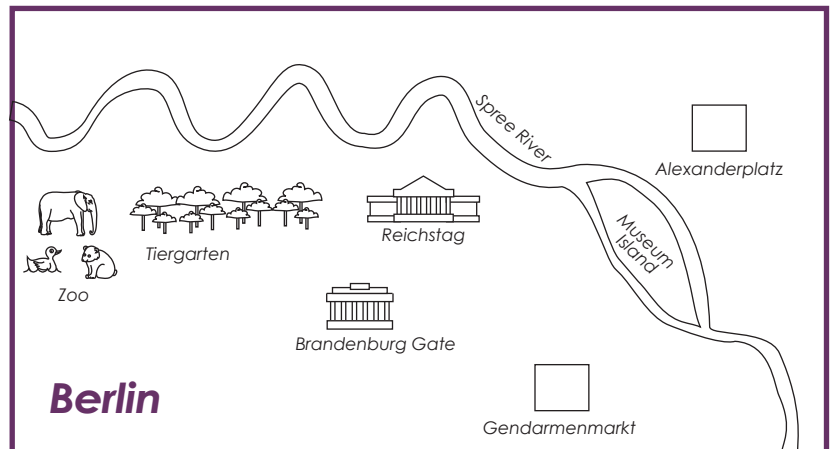 Spree River
Alexanderplatz
Museum
Island
Reichstag
Tiergarten
Zoo
Brandenburg Gate
Berlin
Gendarmenmarkt